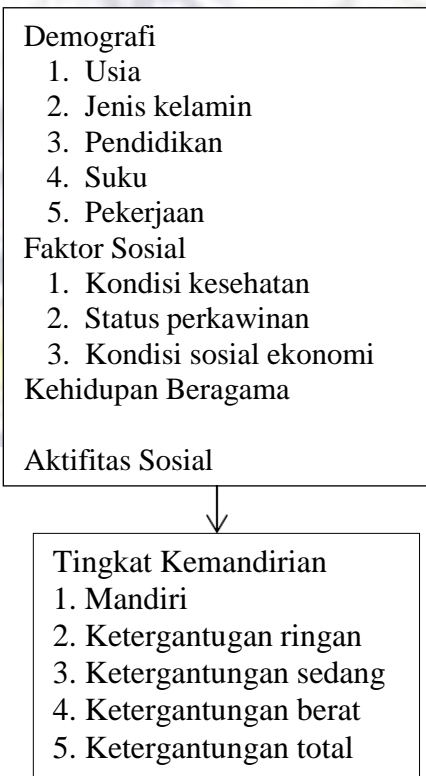 Demografi
1. Usia
2. Jenis kelamin
3. Pendidikan
4. Suku
5. Pekerjaan
Faktor Sosial
1. Kondisi kesehatan
2. Status perkawinan
3. Kondisi sosial ekonomi
Kehidupan Beragama
Aktifitas Sosial
Tingkat Kemandirian
1. Mandiri
2. Ketergantugan ringan
3. Ketergantungan sedang
4. Ketergantungan berat
5. Ketergantungan total